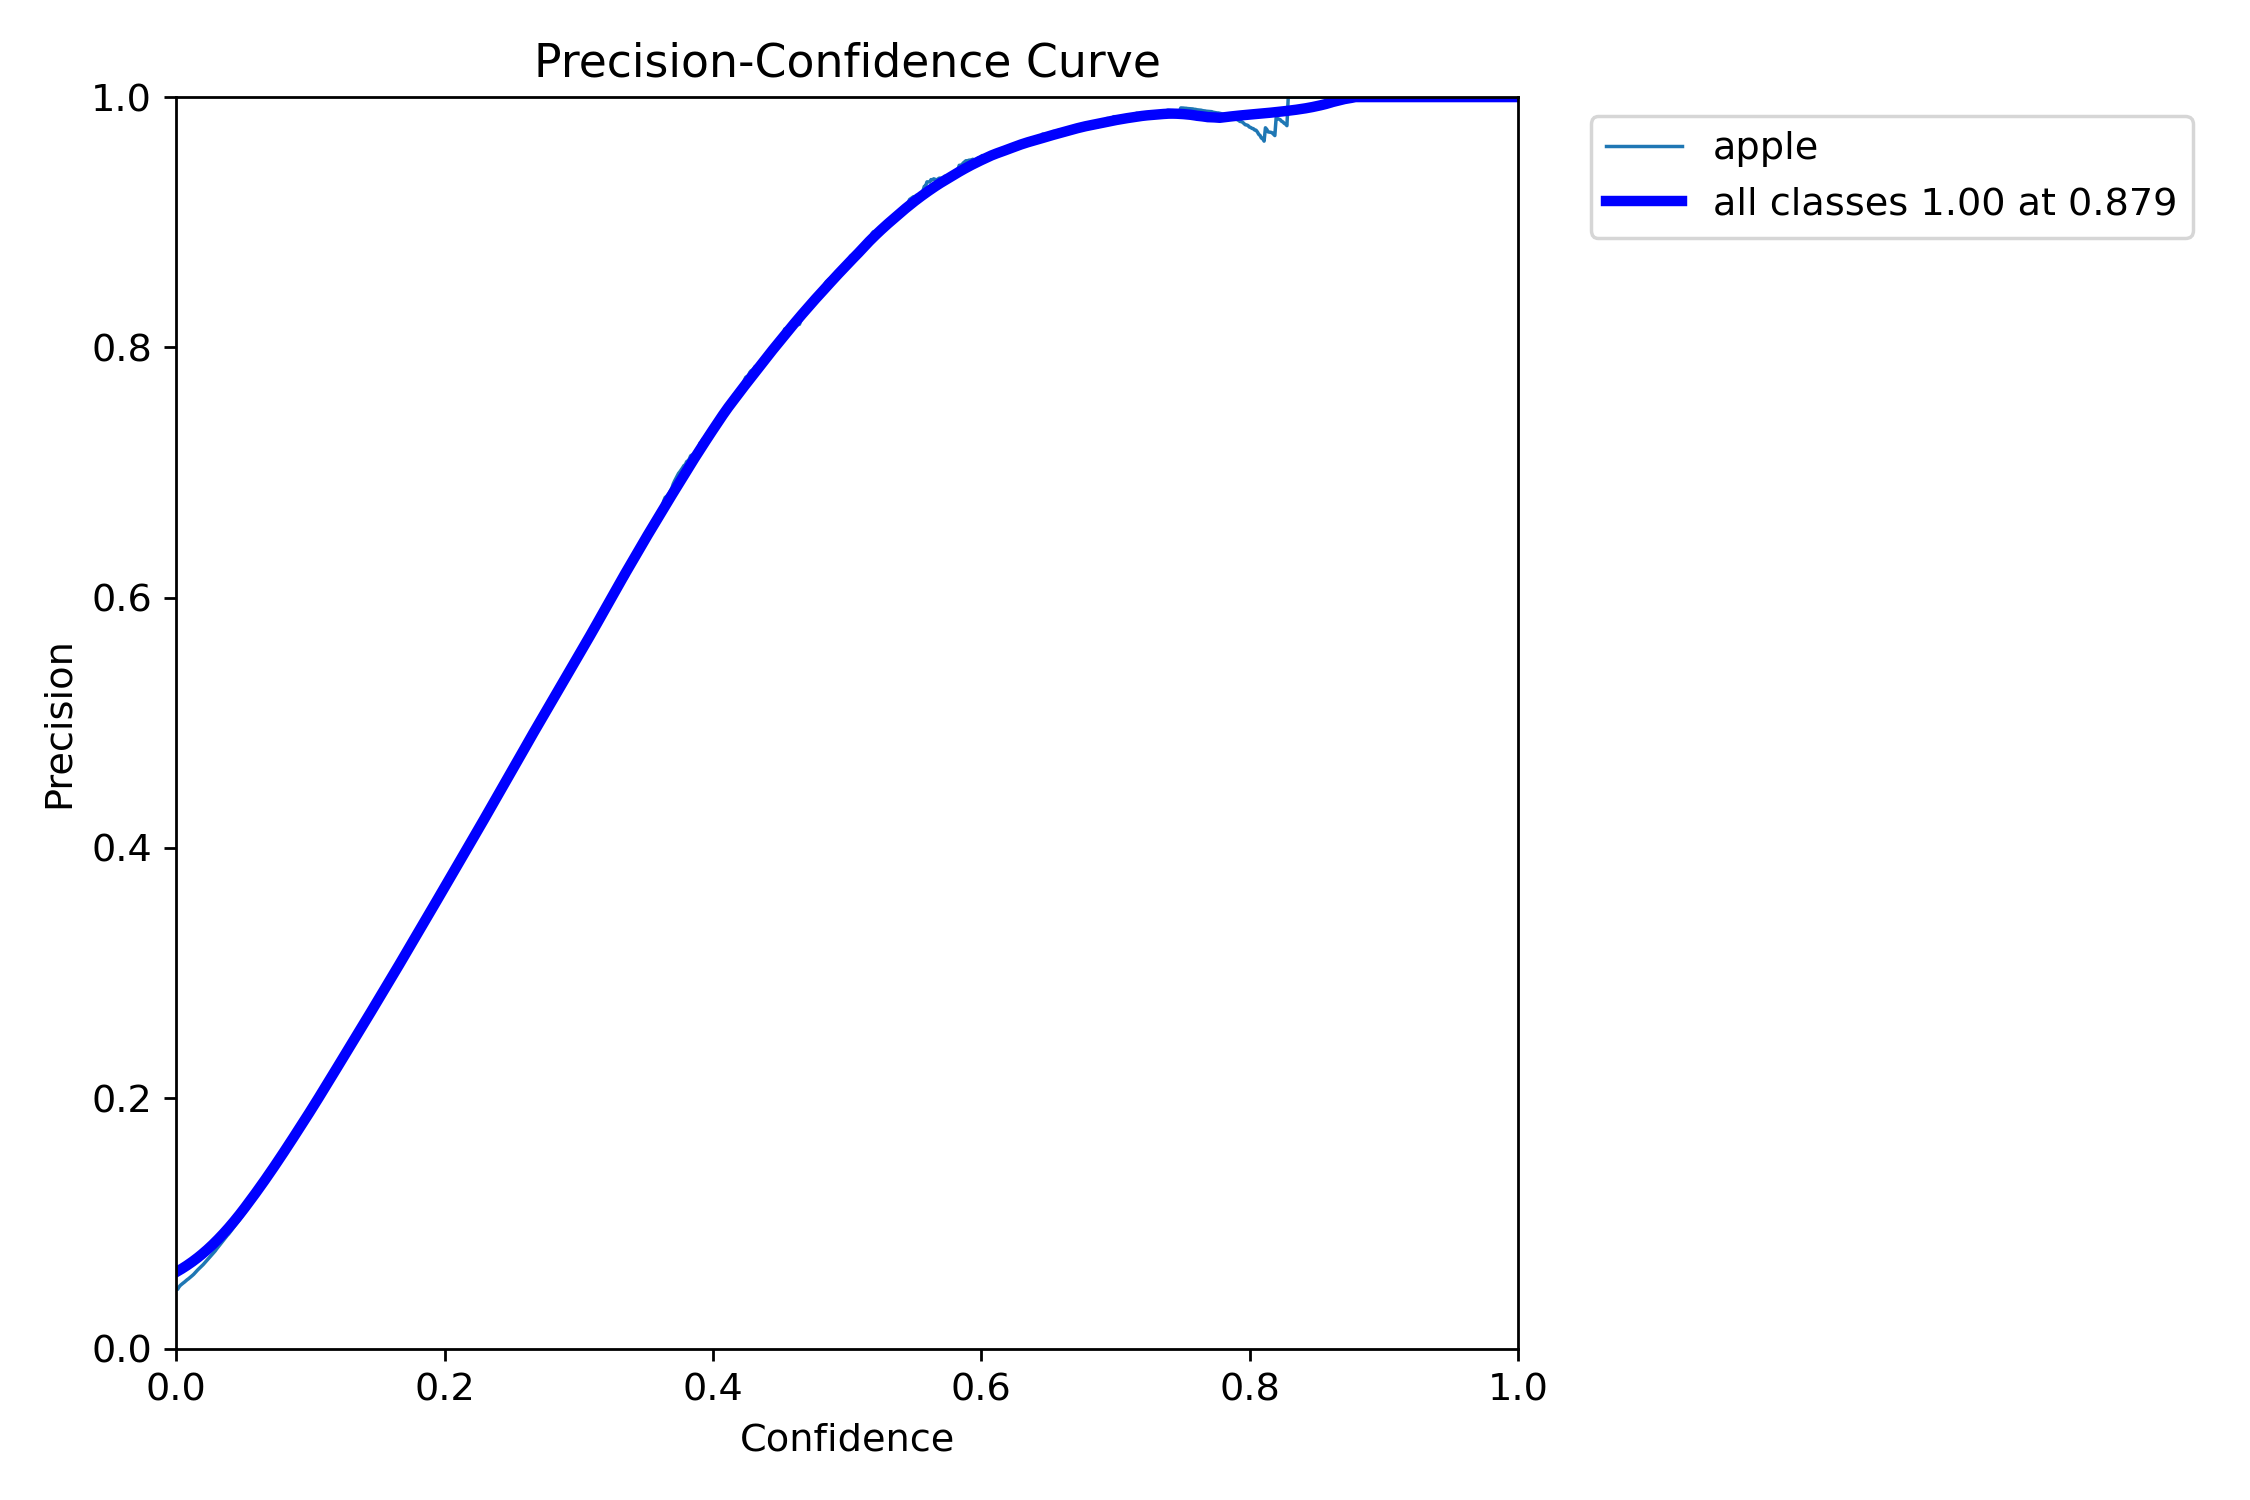 Precision-Confidence Curve
1.0
0.8
0.6
0.4
0.2
0.0
Precision
0.0 0.2 0.4 0.6 0.8 1.0
Confidence
apple
all classes 1.00 at 0.879